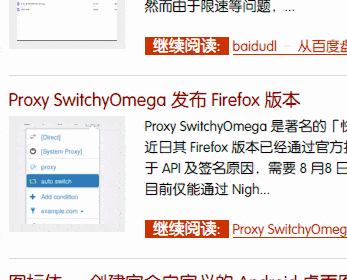 然而由于限速等问题，...
继续阅读: baidudl – 从百度
Proxy SwitchyOmega 发布 Firefox 版本
[Direct]
[System Proxy]
proxy
auto switch
Add condition
example.com
Proxy SwitchyOmega 是著名的「
近日其 Firefox 版本已经通过官方
于 API 及签名原因，需要 8 月8 日
目前仅能通过 Nigh...
继续阅读: Proxy SwitchyOmega